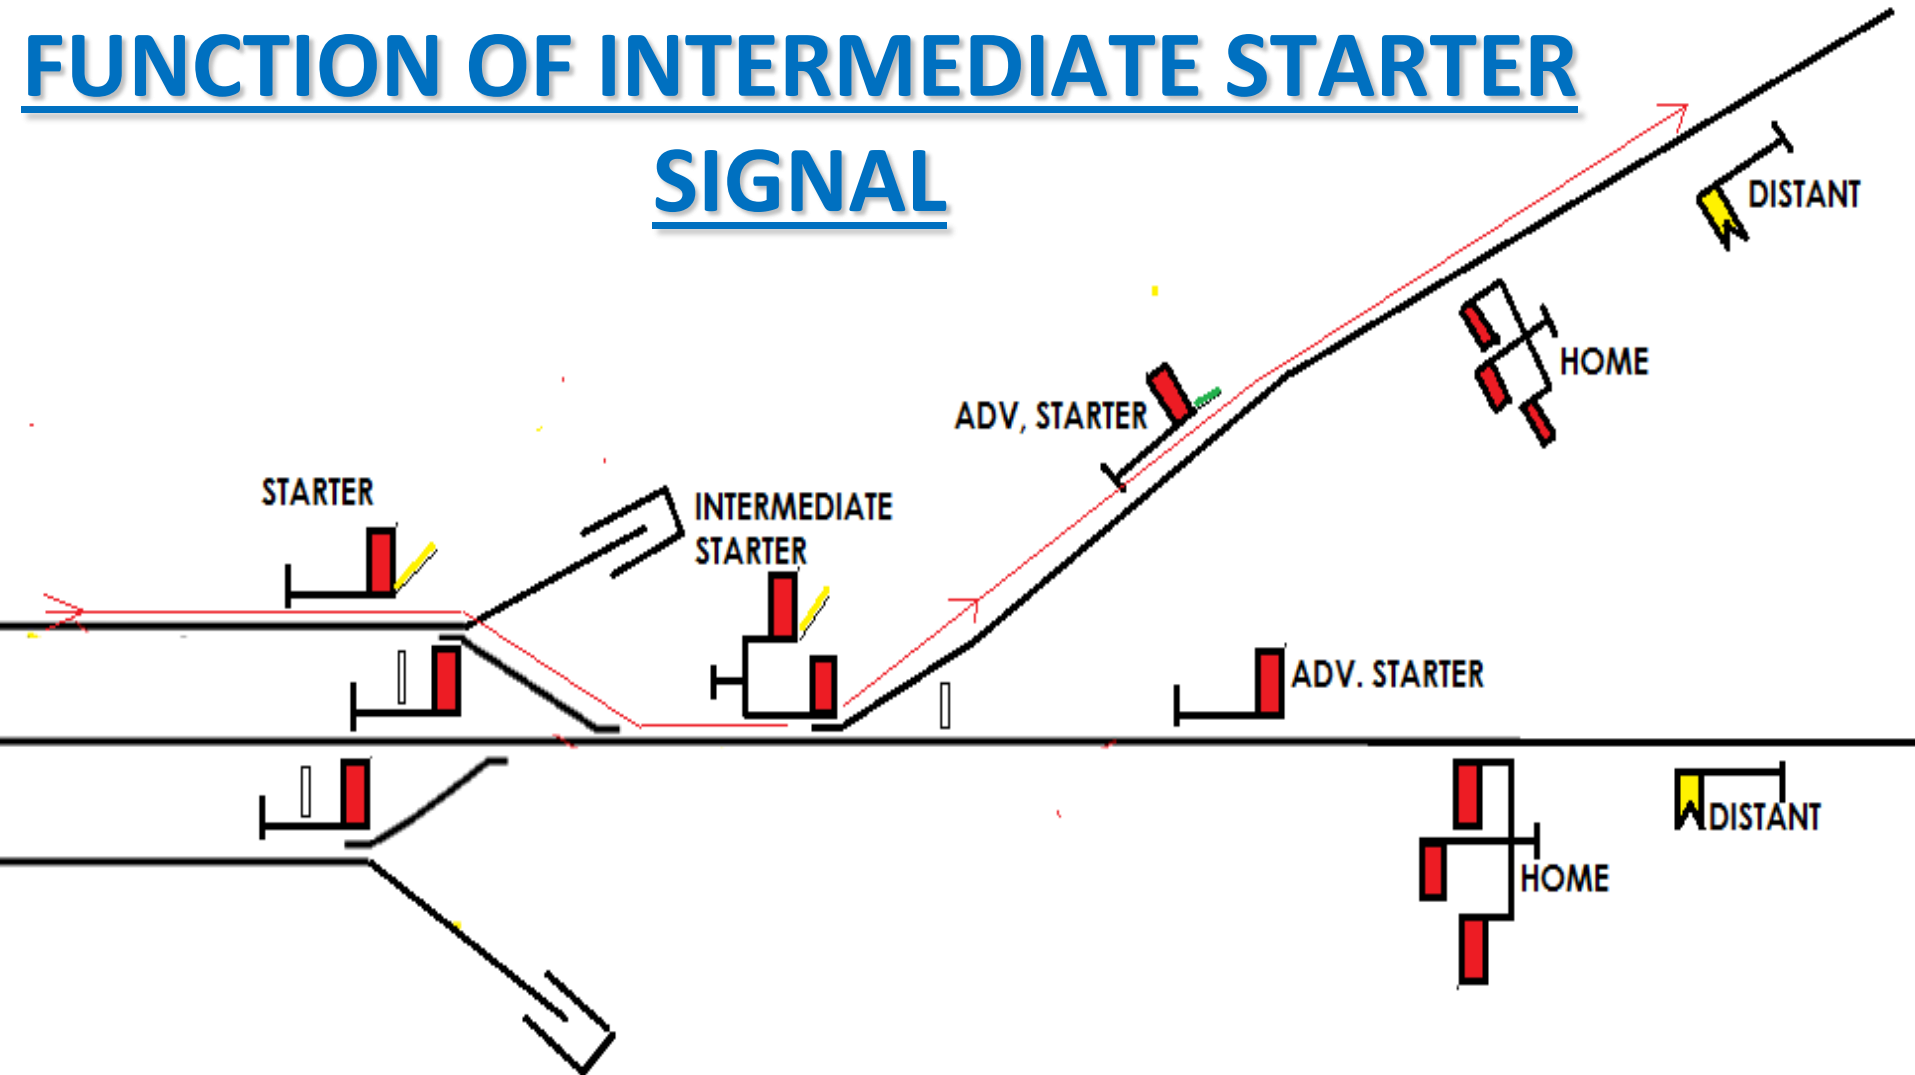 FUNCTION OF INTERMEDIATE STARTER
SIGNAL
DISTANT
HOME
ADV, STARTER
STARTER
INTERMEDIATE
STARTER
ADV. STARTER
DISTANT
HOME